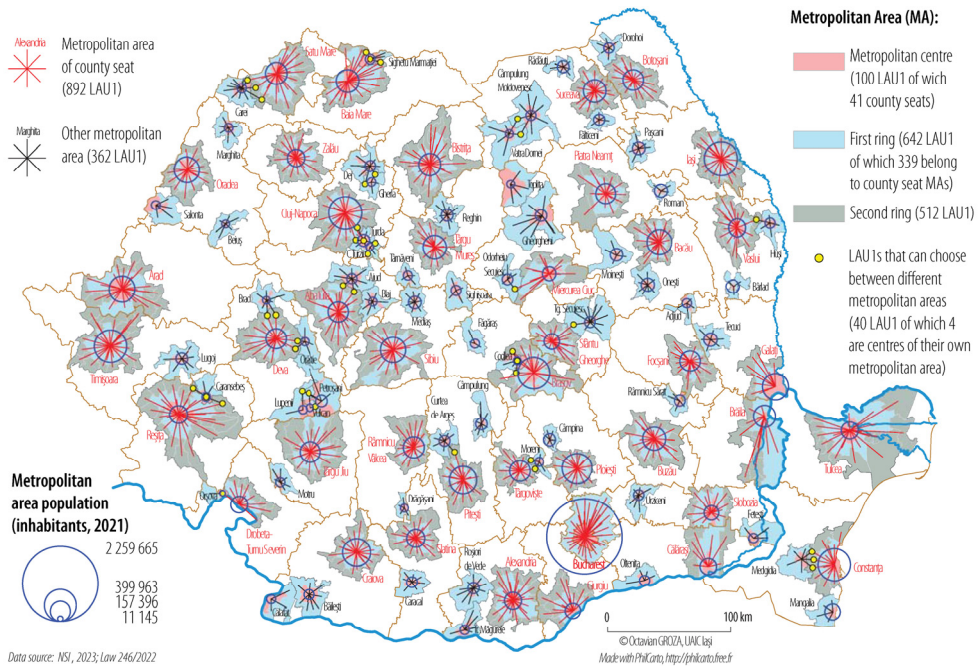 Alexandria
Metropolitan area
of county seat
(892 LAU1)
Marghita
Other metropolitan
area (362 LAU1)
Metropolitan Area (MA):
Metropolitan centre
(100 LAU1 of wich
41 county seats)
First ring (642 LAU1
of which 339 belong
to county seat MAs)
Second ring (512 LAU1)
LAU1s that can choose
between different
metropolitan areas
(40 LAU1 of which 4
are centres of their own
metropolitan area)
Satu Mare
Sighetu Marmației
Baia Mare
Carei
Marghita
Oradea
Salonta
Beiuș
Zalău
Dej
Gherla
Cluj-Napoca
Turda
C. Turzii
Bistrița
Reghin
Târgu
Mureș
Târnăveni
Câmpulung
Moldovenesc
Vatra Dornei
Rădăuți
Dorohoi
Suceava
Botoșani
Fălticeni
Pașcani
Iași
Piatra Neamț
Roman
Toplița
Gheorgheni
Odorheiu
Secuiesc
Miercurea Ciuc
Moinești
Bacău
Onești
Vaslui
Huși
Bârlad
Adjud
Tecuci
Focșani
Galați
Brăila
Tulcea
Râmnicu Sărat
Buzău
Arad
Timișoara
Lugoj
Caransebeș
Reșița
Brad
Deva
Orăștie
Alba Iulia
Aiud
Blaj
Mediaș
Sighișoara
Sibiu
Făgăraș
Codlea
Brașov
Tg. Secuiesc
Sfântu
Gheorghe
Petroșani
Lupeni
Vulcan
Târgu Jiu
Motru
Orșova
Drobeta-
Turnu Severin
Râmnicu
Vâlcea
Curtea
de Argeș
Câmpulung
Pitești
Câmpina
Moreni
Târgoviște
Ploiești
Drăgășani
Slatina
Craiova
Calafat
Băilești
Caracal
Roșiori
de Vede
Alexandria
T. Măgurele
Giurgiu
Bucharest
Oltenița
Urziceni
Slobozia
Fetești
Călărași
Medgidia
Constanța
Mangalia
Metropolitan
area population
(inhabitants, 2021)
2 259 665
399 963
157 396
11 145
0
100 km
© Octavian GROZA, UAIC Iași
Made with PhilCarto, http://philcarto.free.fr
Data source: NSI, 2023; Law 246/2022